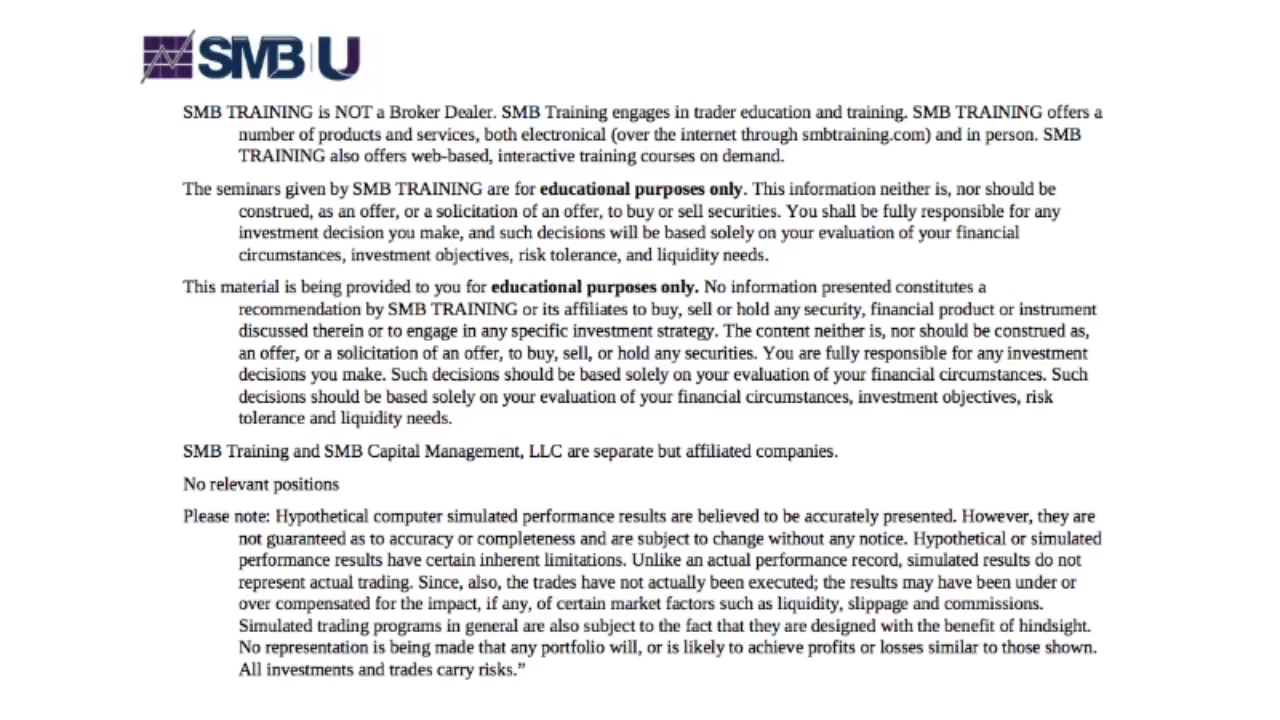 SMB U
SMB TRAINING is NOT a Broker Dealer. SMB Training engages in trader education and training. SMB TRAINING offers a
number of products and services, both electronical (over the internet through smbtraining.com) and in person. SMB
TRAINING also offers web-based, interactive training courses on demand.
The seminars given by SMB TRAINING are for educational purposes only. This information neither is, nor should be
construed, as an offer, or a solicitation of an offer, to buy or sell securities. You shall be fully responsible for any
investment decision you make, and such decisions will be based solely on your evaluation of your financial
circumstances, investment objectives, risk tolerance, and liquidity needs.
This material is being provided to you for educational purposes only. No information presented constitutes a
recommendation by SMB TRAINING or its affiliates to buy, sell or hold any security, financial product or instrument
discussed therein or to engage in any specific investment strategy. The content neither is, nor should be construed as,
an offer, or a solicitation of an offer, to buy, sell, or hold any securities. You are fully responsible for any investment
decisions you make. Such decisions should be based solely on your evaluation of your financial circumstances. Such
decisions should be based solely on your evaluation of your financial circumstances, investment objectives, risk
tolerance and liquidity needs.
SMB Training and SMB Capital Management, LLC are separate but affiliated companies.
No relevant positions
Please note: Hypothetical computer simulated performance results are believed to be accurately presented. However, they are
not guaranteed as to accuracy or completeness and are subject to change without any notice. Hypothetical or simulated
performance results have certain inherent limitations. Unlike an actual performance record, simulated results do not
represent actual trading. Since, also, the trades have not actually been executed; the results may have been under or
over compensated for the impact, if any, of certain market factors such as liquidity, slippage and commissions.
Simulated trading programs in general are also subject to the fact that they are designed with the benefit of hindsight.
No representation is being made that any portfolio will, or is likely to achieve profits or losses similar to those shown.
All investments and trades carry risks.”